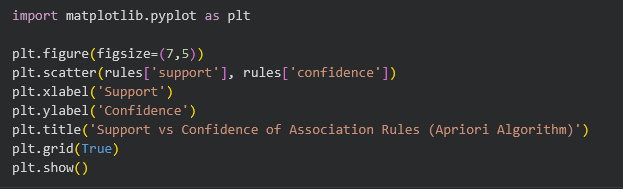 import matplotlib.pyplot as plt
plt.figure(figsize=(7,5))
plt.scatter(rules['support'], rules['confidence'])
plt.xlabel('Support')
plt.ylabel('Confidence')
plt.title('Support vs Confidence of Association Rules (Apriori Algorithm)')
plt.grid(True)
plt.show()